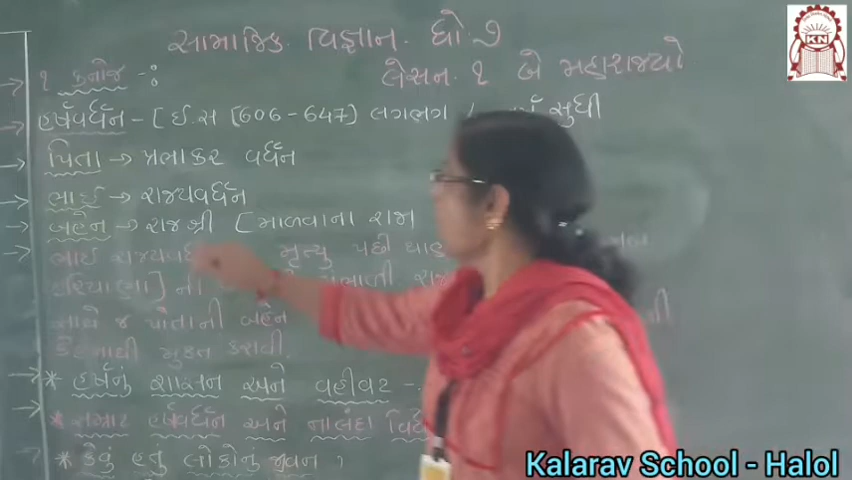 સામાજિક વિજ્ઞાન. ધો. ૭
લેસન. ૧ બે મહારાજ્યો
૧ કનોજ -:
હર્ષવર્ધન - [ ઈ.સ [606 - 647) લગભગ સુધી
પિતા → પ્રભાકર વર્ધન
ભાઈ → રાજ્યવર્ધન
બહેન → રાજશ્રી [ માળવાના રાજા
ભાઈ મૃત્યુ પછી
હરિયાણા] ની
સાથે જ પોતાની બહેન
કેદમાંથી મુક્ત કરાવી.
* હર્ષનું શાસન અને વહીવટ -
* સમ્રાટ હર્ષવર્ધન અને નાલંદા
* કેવું હતું લોકોનું જીવન ?
KN
Kalarav School - Halol